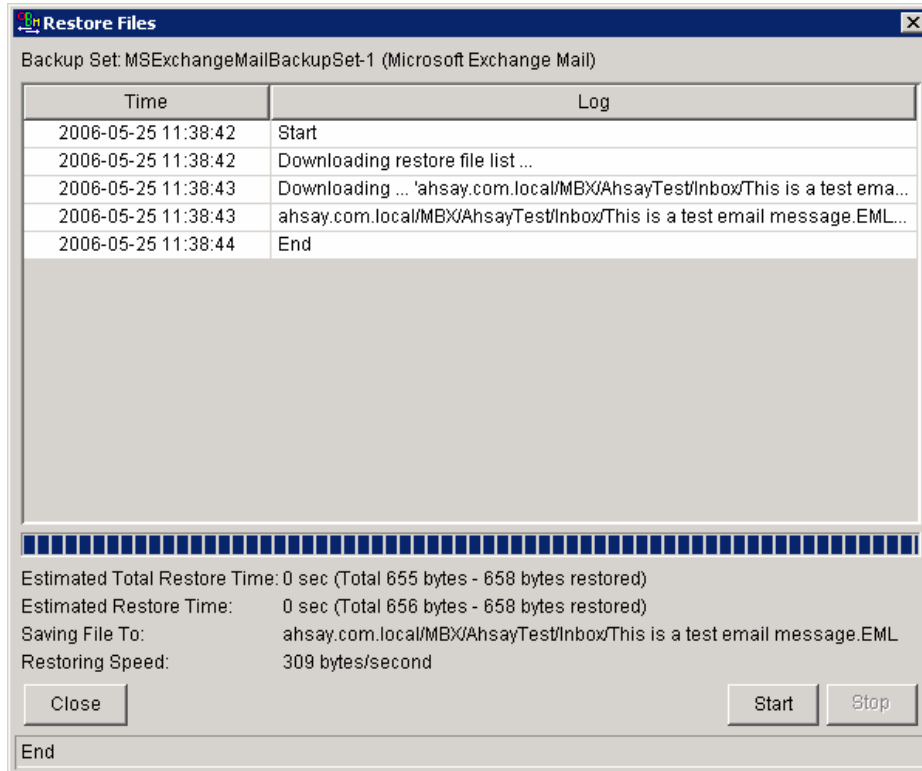 Restore Files
Backup Set: MSExchangeMailBackupSet-1 (Microsoft Exchange Mail)
Time Log
2006-05-25 11:38:42 Start
2006-05-25 11:38:42 Downloading restore file list ...
2006-05-25 11:38:43 Downloading ... 'ahsay.com.local/MBX/AhsayTest/Inbox/This is a test ema...
2006-05-25 11:38:43 ahsay.com.local/MBX/AhsayTest/Inbox/This is a test email message.EML...
2006-05-25 11:38:44 End
Estimated Total Restore Time: 0 sec (Total 655 bytes - 658 bytes restored)
Estimated Restore Time: 0 sec (Total 656 bytes - 658 bytes restored)
Saving File To: ahsay.com.local/MBX/AhsayTest/Inbox/This is a test email message.EML
Restoring Speed: 309 bytes/second
Close Start Stop
End